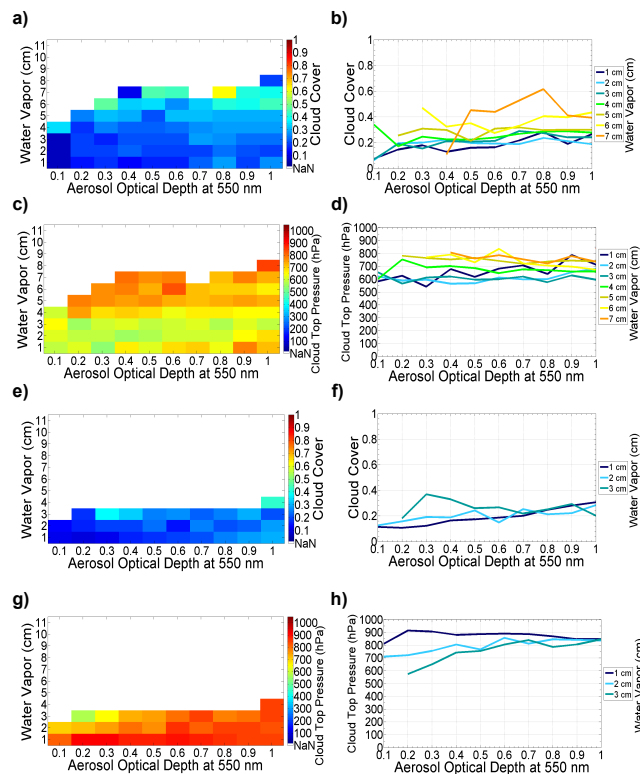 a)
11
10
9
8
7
6
5
4
3
2
1
Water Vapor (cm)
0.1 0.2 0.3 0.4 0.5 0.6 0.7 0.8 0.9 1
Aerosol Optical Depth at 550 nm
1
0.9
0.8
0.7
0.6
0.5
0.4
0.3
0.2
0.1
0
NaN
Cloud Cover
b)
1
0.8
0.6
0.4
0.2
0
Cloud Cover
0.1 0.2 0.3 0.4 0.5 0.6 0.7 0.8 0.9 1
Aerosol Optical Depth at 550 nm
1 cm
2 cm
3 cm
4 cm
5 cm
6 cm
7 cm
Water Vapor (cm)
c)
11
10
9
8
7
6
5
4
3
2
1
Water Vapor (cm)
0.1 0.2 0.3 0.4 0.5 0.6 0.7 0.8 0.9 1
Aerosol Optical Depth at 550 nm
1000
900
800
700
600
500
400
300
200
100
0
NaN
Cloud Top Pressure (hPa)
d)
1000
900
800
700
600
500
400
300
200
100
0
Cloud Top Pressure (hPa)
0.1 0.2 0.3 0.4 0.5 0.6 0.7 0.8 0.9 1
Aerosol Optical Depth at 550 nm
1 cm
2 cm
3 cm
4 cm
5 cm
6 cm
7 cm
Water Vapor (cm)
e)
11
10
9
8
7
6
5
4
3
2
1
Water Vapor (cm)
0.1 0.2 0.3 0.4 0.5 0.6 0.7 0.8 0.9 1
Aerosol Optical Depth at 550 nm
1
0.9
0.8
0.7
0.6
0.5
0.4
0.3
0.2
0.1
0
NaN
Cloud Cover
f)
1
0.8
0.6
0.4
0.2
0
Cloud Cover
0.1 0.2 0.3 0.4 0.5 0.6 0.7 0.8 0.9 1
Aerosol Optical Depth at 550 nm
1 cm
2 cm
3 cm
Water Vapor (cm)
g)
11
10
9
8
7
6
5
4
3
2
1
Water Vapor (cm)
0.1 0.2 0.3 0.4 0.5 0.6 0.7 0.8 0.9 1
Aerosol Optical Depth at 550 nm
1000
900
800
700
600
500
400
300
200
100
0
NaN
Cloud Top Pressure (hPa)
h)
1000
900
800
700
600
500
400
300
200
100
0
Cloud Top Pressure (hPa)
0.1 0.2 0.3 0.4 0.5 0.6 0.7 0.8 0.9 1
Aerosol Optical Depth at 550 nm
1 cm
2 cm
3 cm
Water Vapor (cm)